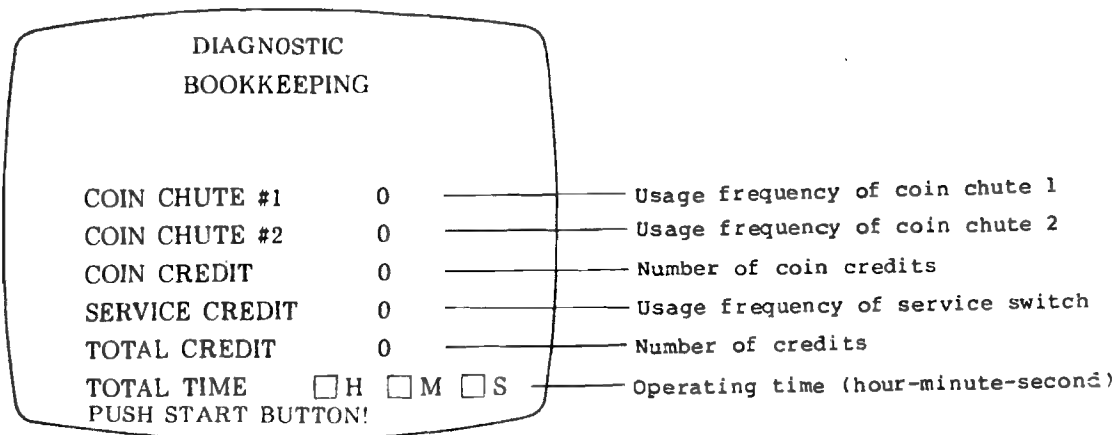 DIAGNOSTIC
BOOKKEEPING
COIN CHUTE #1 0 Usage frequency of coin chute 1
COIN CHUTE #2 0 Usage frequency of coin chute 2
COIN CREDIT 0 Number of coin credits
SERVICE CREDIT 0 Usage frequency of service switch
TOTAL CREDIT 0 Number of credits
TOTAL TIME □H □M □S Operating time (hour-minute-second)
PUSH START BUTTON!